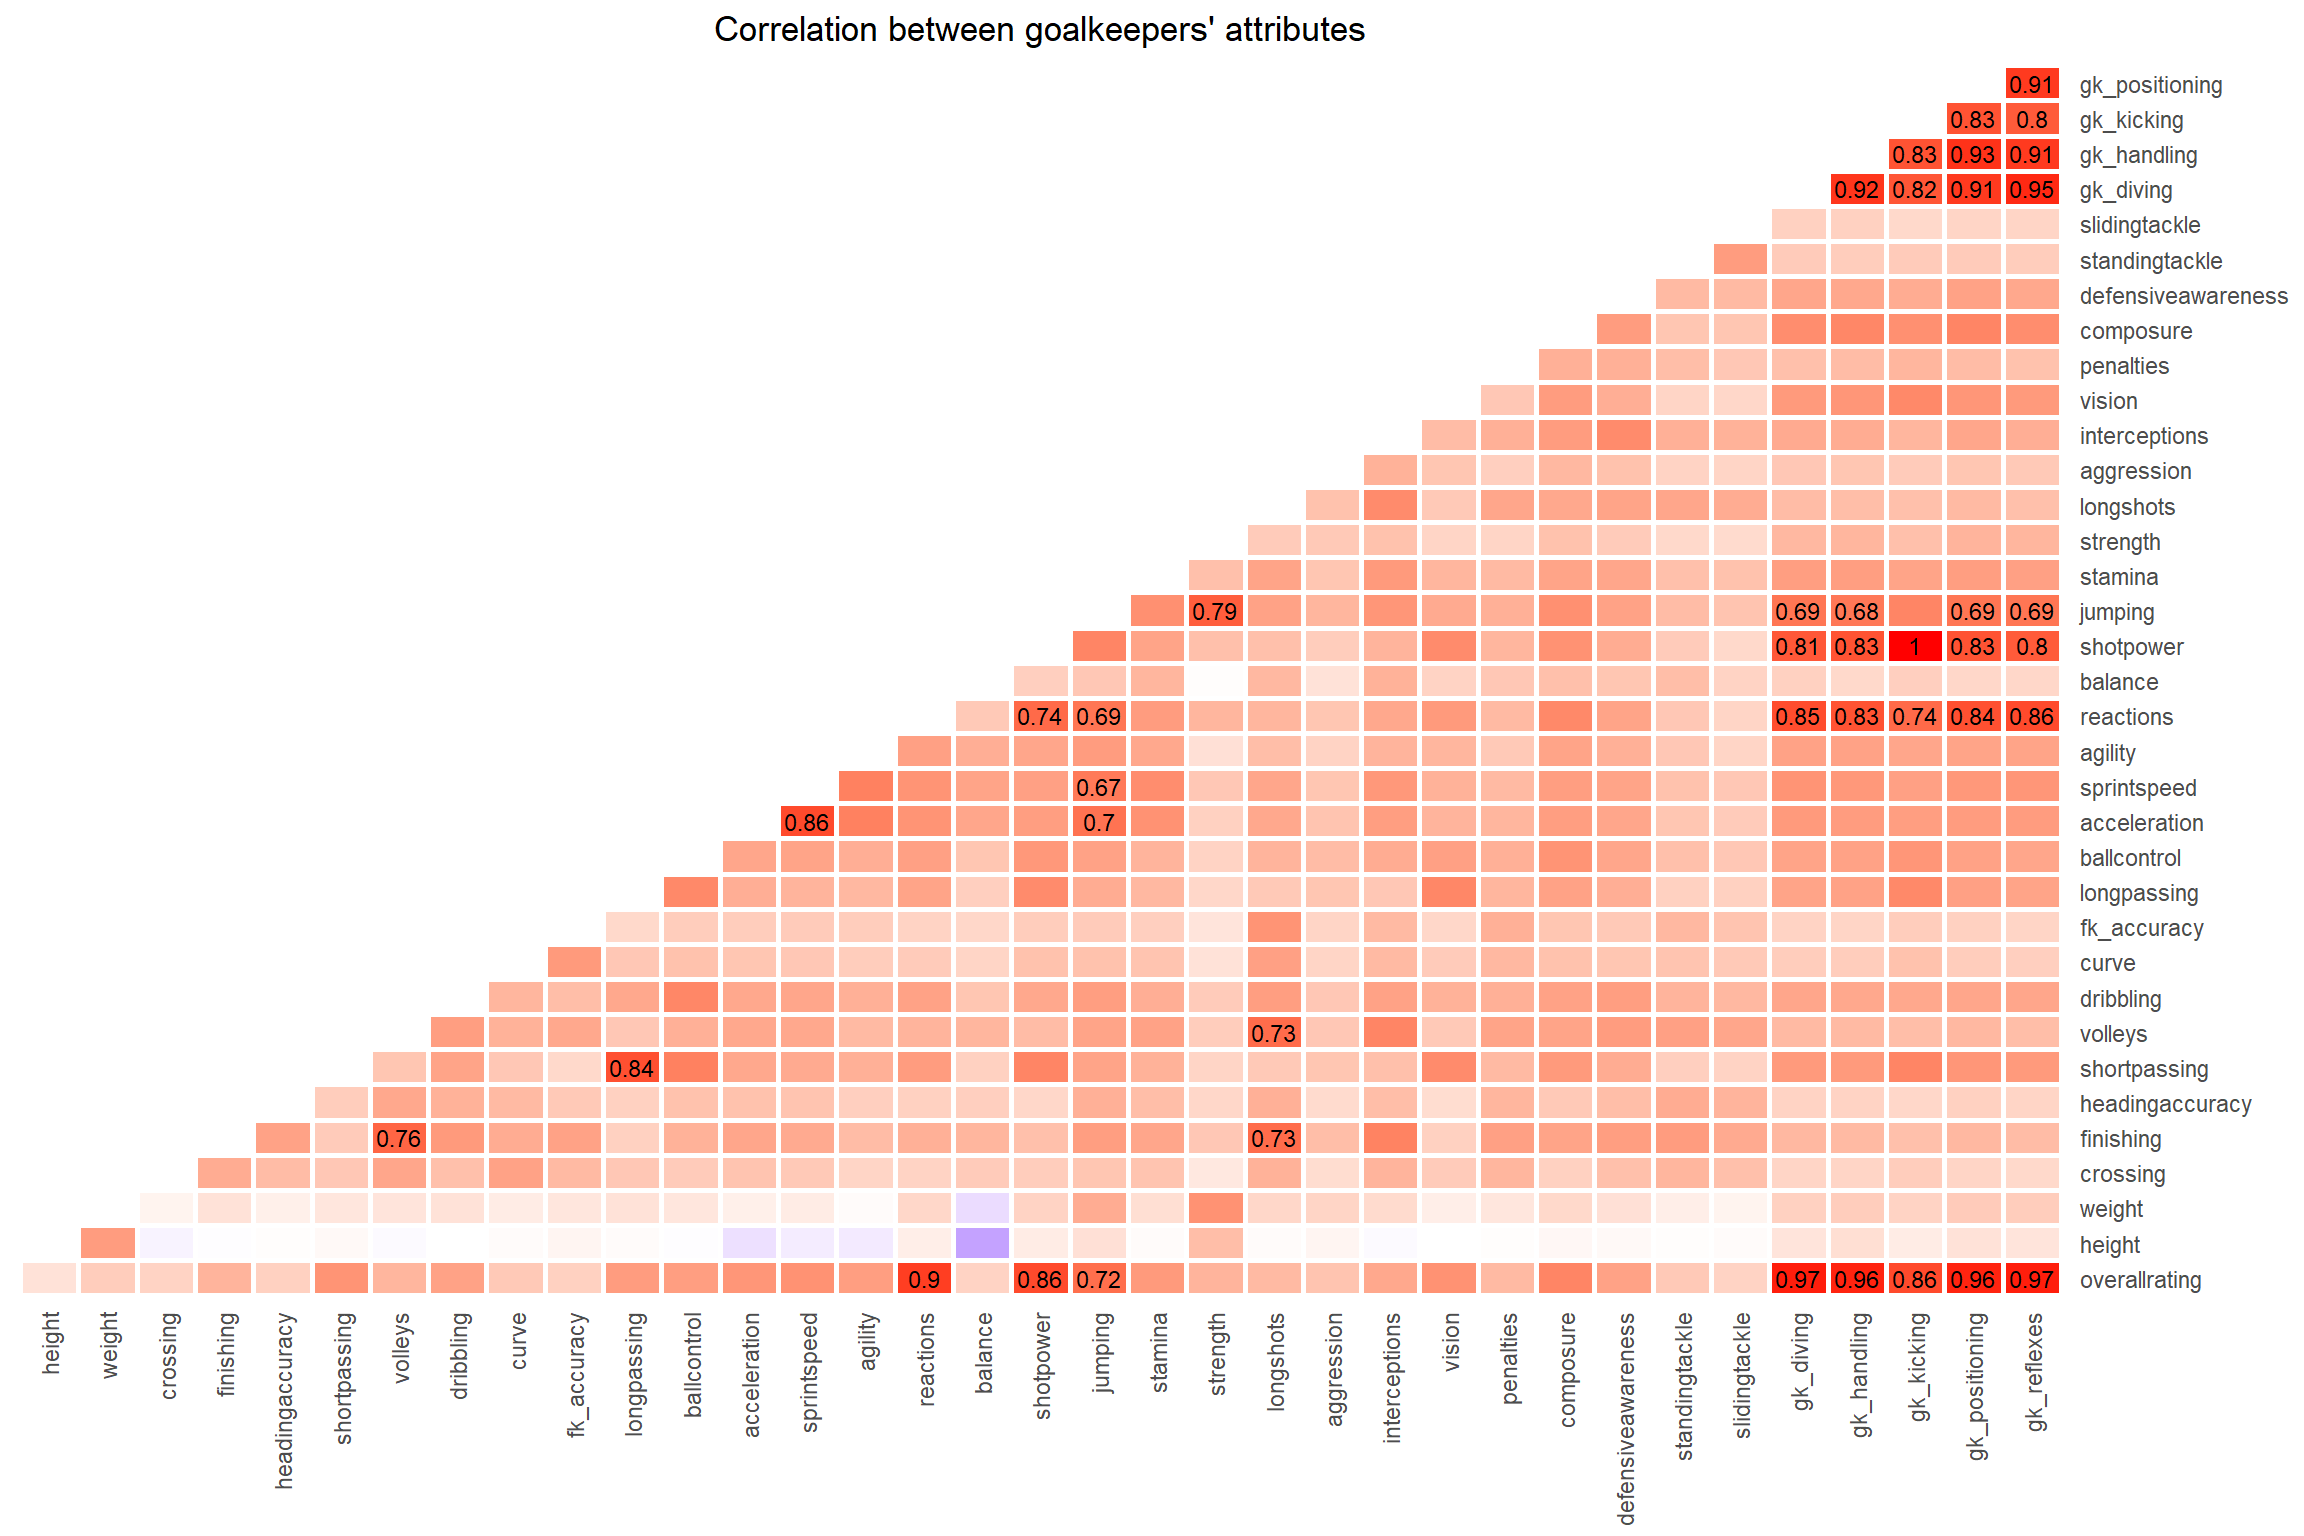 Correlation between goalkeepers' attributes
0.91 gk_positioning
0.83 0.8 gk_kicking
0.83 0.93 0.91 gk_handling
0.92 0.82 0.91 0.95 gk_diving
slidingtackle
standingtackle
defensiveawareness
composure
penalties
vision
interceptions
aggression
longshots
strength
stamina
0.79 0.69 0.68 0.69 0.69 jumping
0.81 0.83 1 0.83 0.8 shotpower
balance
0.74 0.69 0.85 0.83 0.74 0.84 0.86 reactions
agility
0.67 sprintspeed
0.86 0.7 acceleration
ballcontrol
longpassing
fk_accuracy
curve
dribbling
0.73 volleys
0.84 shortpassing
headingaccuracy
0.76 0.73 finishing
crossing
weight
height
0.9 0.86 0.72 0.97 0.96 0.86 0.96 0.97 overallrating
height
weight
crossing
finishing
headingaccuracy
shortpassing
volleys
dribbling
curve
fk_accuracy
longpassing
ballcontrol
acceleration
sprintspeed
agility
reactions
balance
shotpower
jumping
stamina
strength
longshots
aggression
interceptions
vision
penalties
composure
defensiveawareness
standingtackle
slidingtackle
gk_diving
gk_handling
gk_kicking
gk_positioning
gk_reflexes